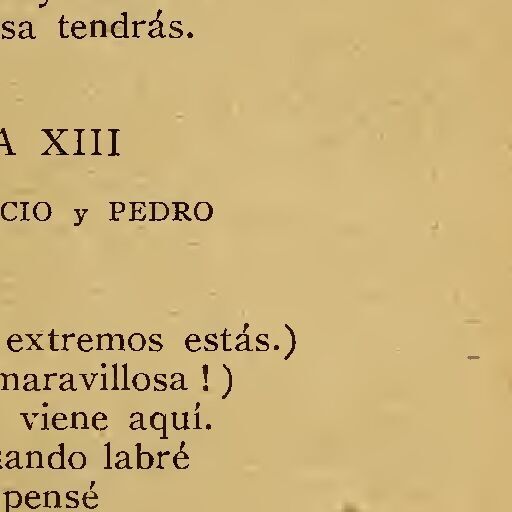 sa tendrás.
A XIII
CIO y PEDRO
extremos estás.)
maravillosa!)
viene aquí.
ando labré
pensé